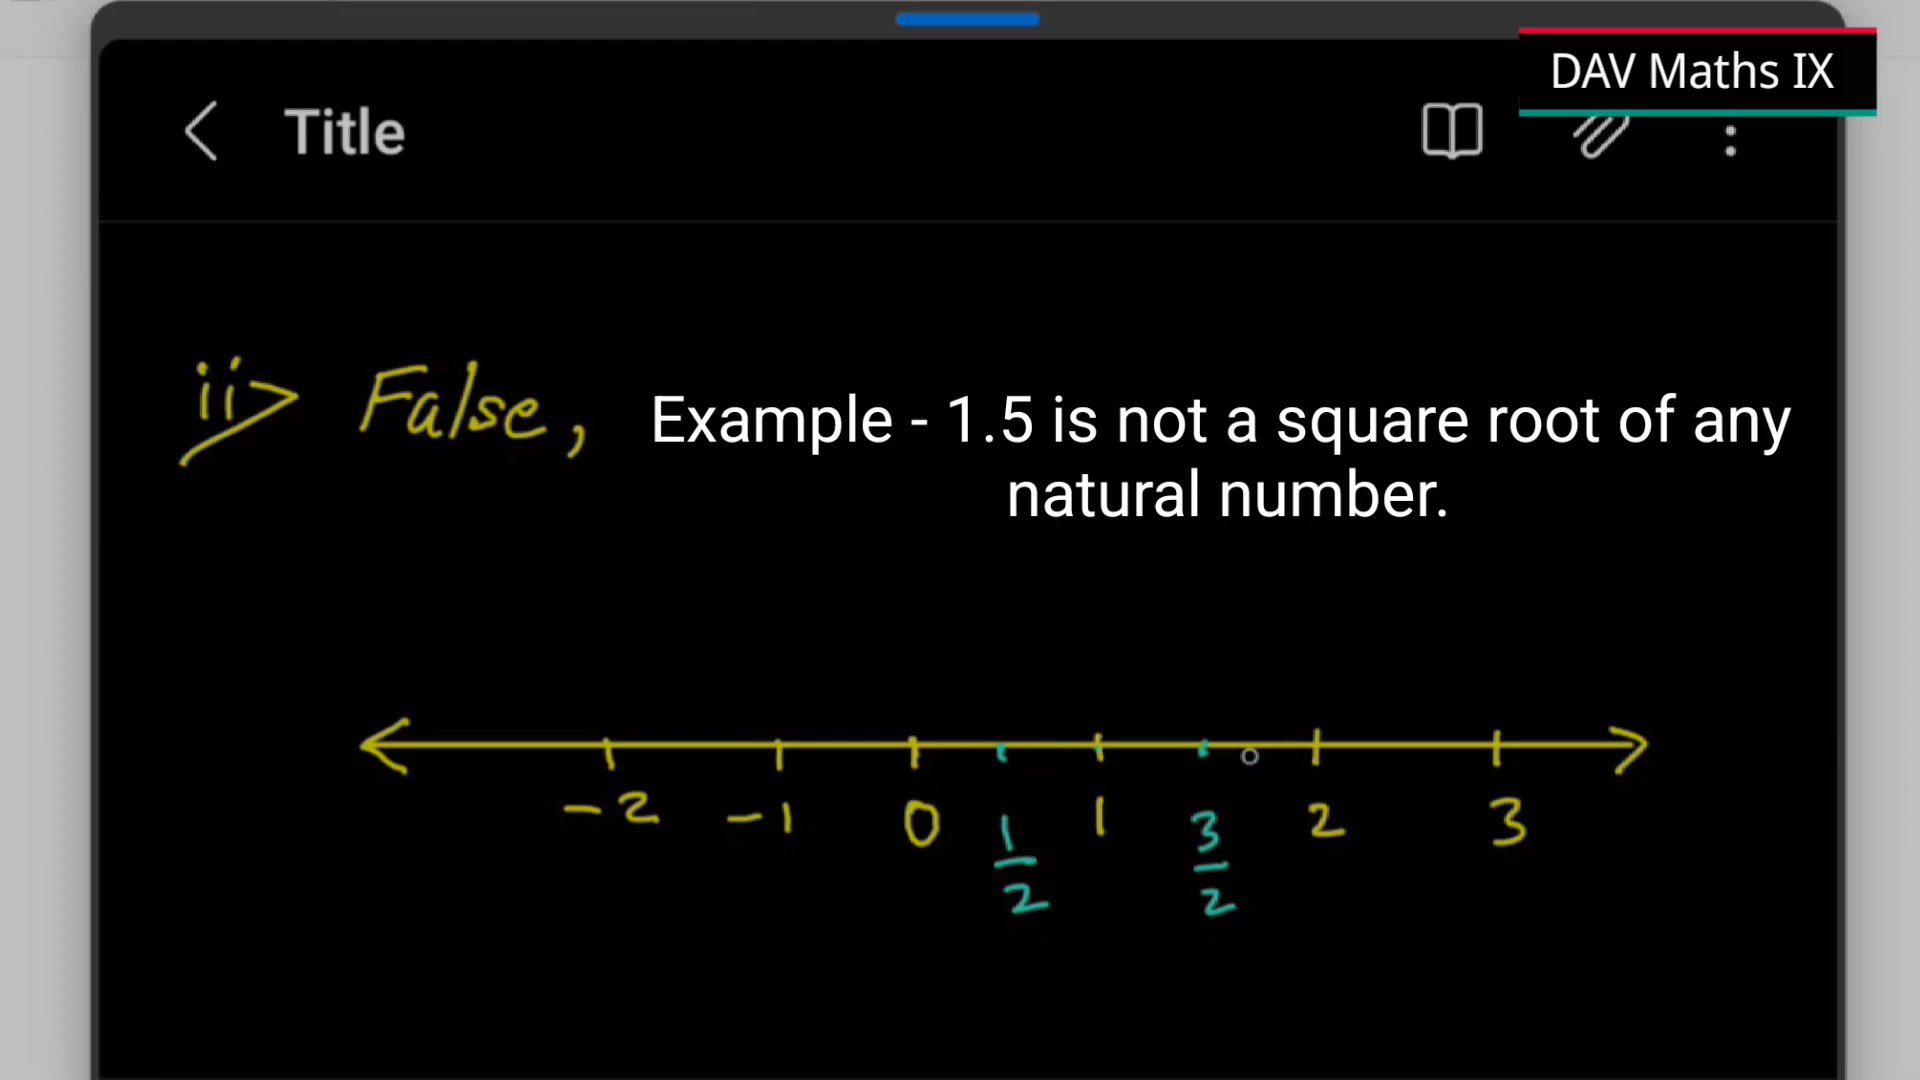 DAV Maths IX
Title
ii> False, Example - 1.5 is not a square root of any
natural number.
-2 -1 0 1/2 1 3/2 2 3